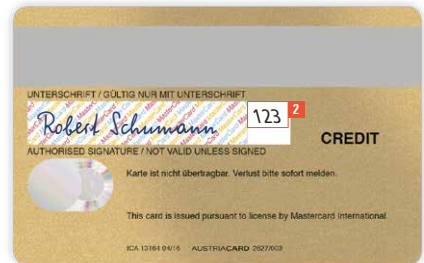 UNTERSCHRIFT / GÜLTIG NUR MIT UNTERSCHRIFT
Robert Schumann 123 2
CREDIT
AUTHORISED SIGNATURE / NOT VALID UNLESS SIGNED
Karte ist nicht übertragbar. Verlust bitte sofort melden.
This card is issued pursuant to license by Mastercard International.
ICA 13164 04/16 AUSTRIACARD 2627/003